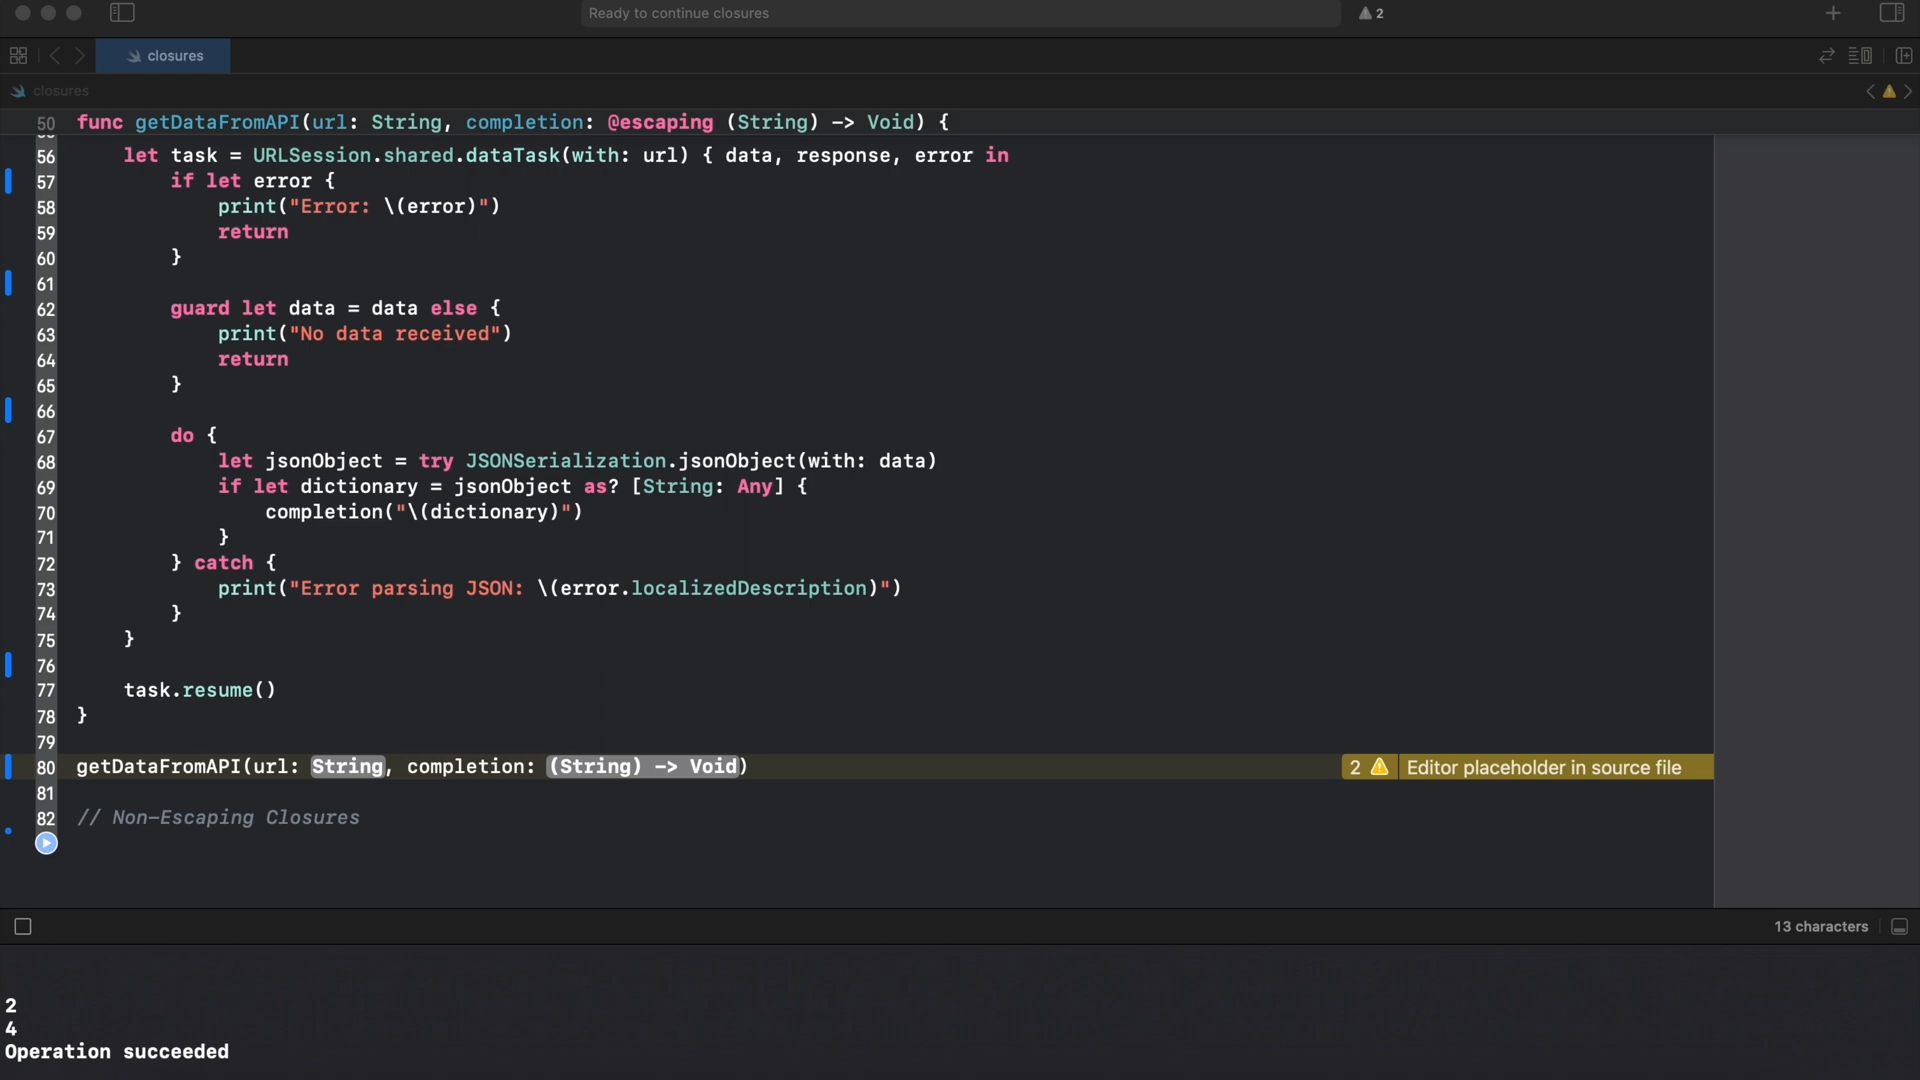 Ready to continue closures
2
closures
closures
50 func getDataFromAPI(url: String, completion: @escaping (String) -> Void) {
56 let task = URLSession.shared.dataTask(with: url) { data, response, error in
57 if let error {
58 print("Error: \(error)")
59 return
60 }
61
62 guard let data = data else {
63 print("No data received")
64 return
65 }
66
67 do {
68 let jsonObject = try JSONSerialization.jsonObject(with: data)
69 if let dictionary = jsonObject as? [String: Any] {
70 completion("\(dictionary)")
71 }
72 } catch {
73 print("Error parsing JSON: \(error.localizedDescription)")
74 }
75 }
76
77 task.resume()
78 }
79
80 getDataFromAPI(url: String, completion: (String) -> Void) 2 Editor placeholder in source file
81
82 // Non-Escaping Closures
13 characters
2
4
Operation succeeded